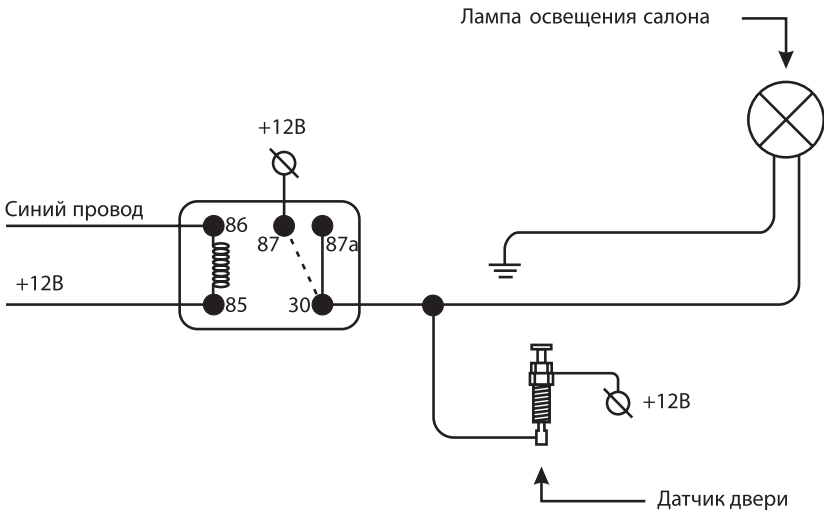 Лампа освещения салона
+12В
Синий провод
86
87
87а
+12В
85
30
+12В
Датчик двери